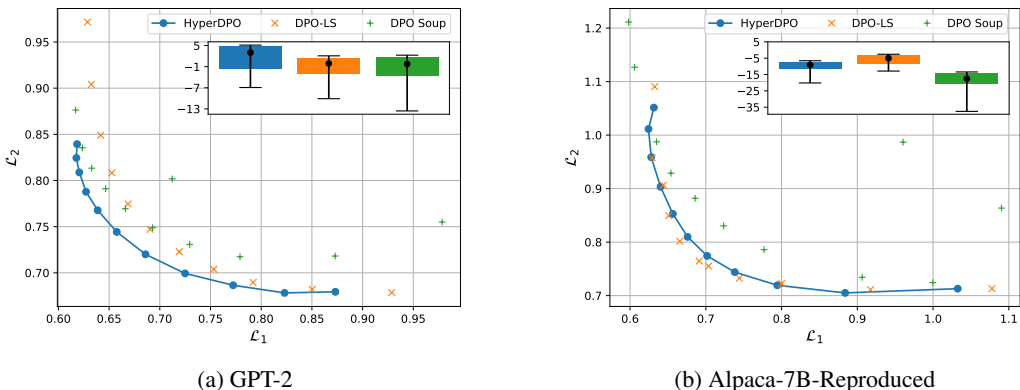 HyperDPO DPO-LS DPO Soup
5
−1
−7
−13
0.95
0.90
0.85
0.80
0.75
0.70
ℒ₂
0.60 0.65 0.70 0.75 0.80 0.85 0.90 0.95
ℒ₁
(a) GPT-2
HyperDPO DPO-LS DPO Soup
5
−5
−15
−25
−35
1.2
1.1
1.0
0.9
0.8
0.7
ℒ₂
0.6 0.7 0.8 0.9 1.0 1.1
ℒ₁
(b) Alpaca-7B-Reproduced